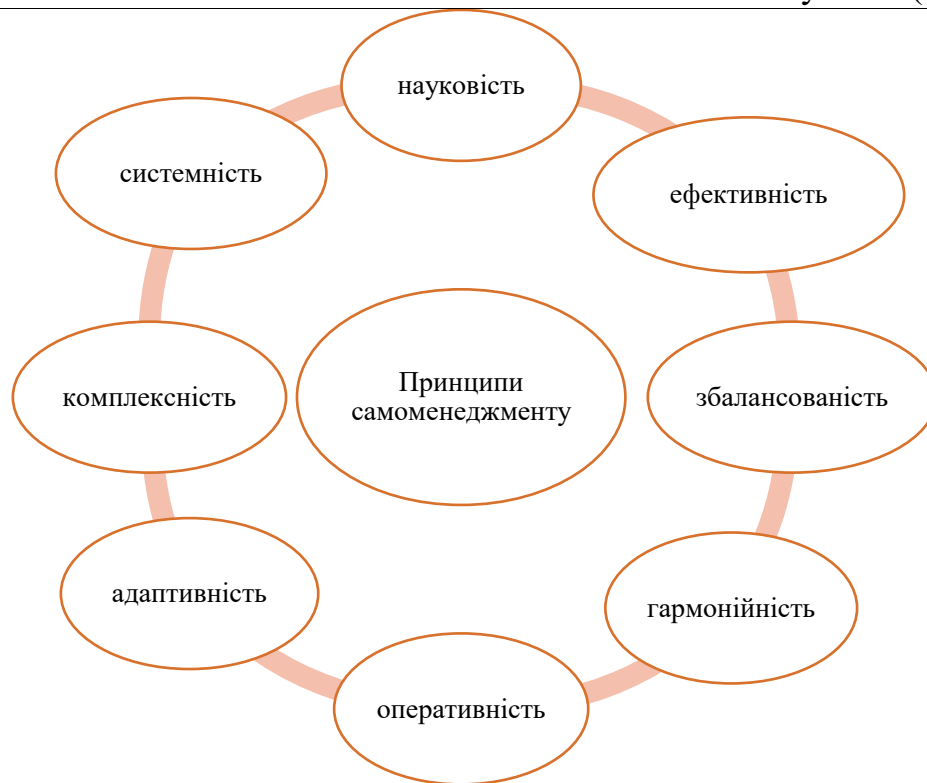 науковість
ефективність
збалансованість
гармонійність
оперативність
адаптивність
комплексність
системність
Принципи
самоменеджменту